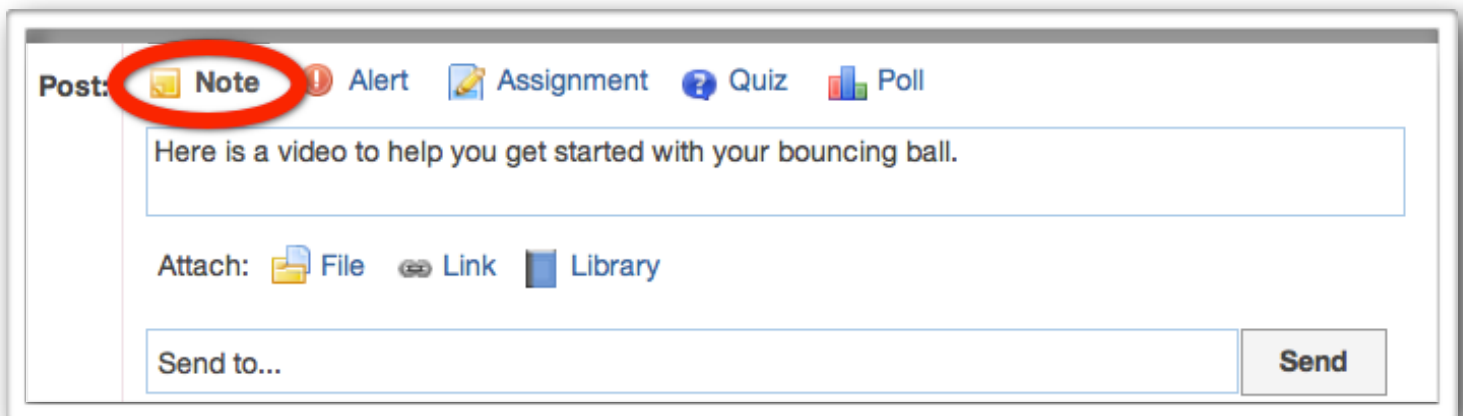 Post: Note Alert Assignment Quiz Poll
Here is a video to help you get started with your bouncing ball.
Attach: File Link Library
Send to... Send